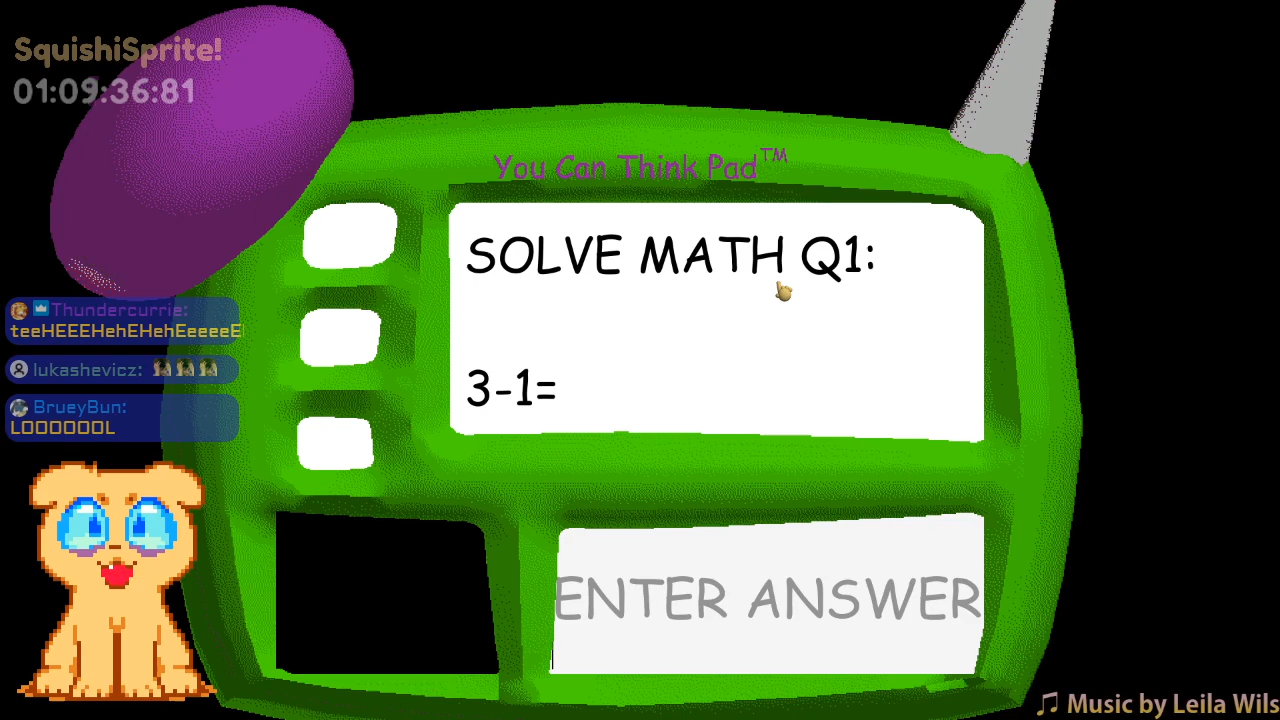 SquishiSprite!
01:09:36:81
You Can Think Pad™
SOLVE MATH Q1:
3-1=
Thundercurrie:
teeHEEEHehEHehEeeeeE
lukashevicz:
BrueyBun:
LOOOOOOL
ENTER ANSWER
Music by Leila Wils